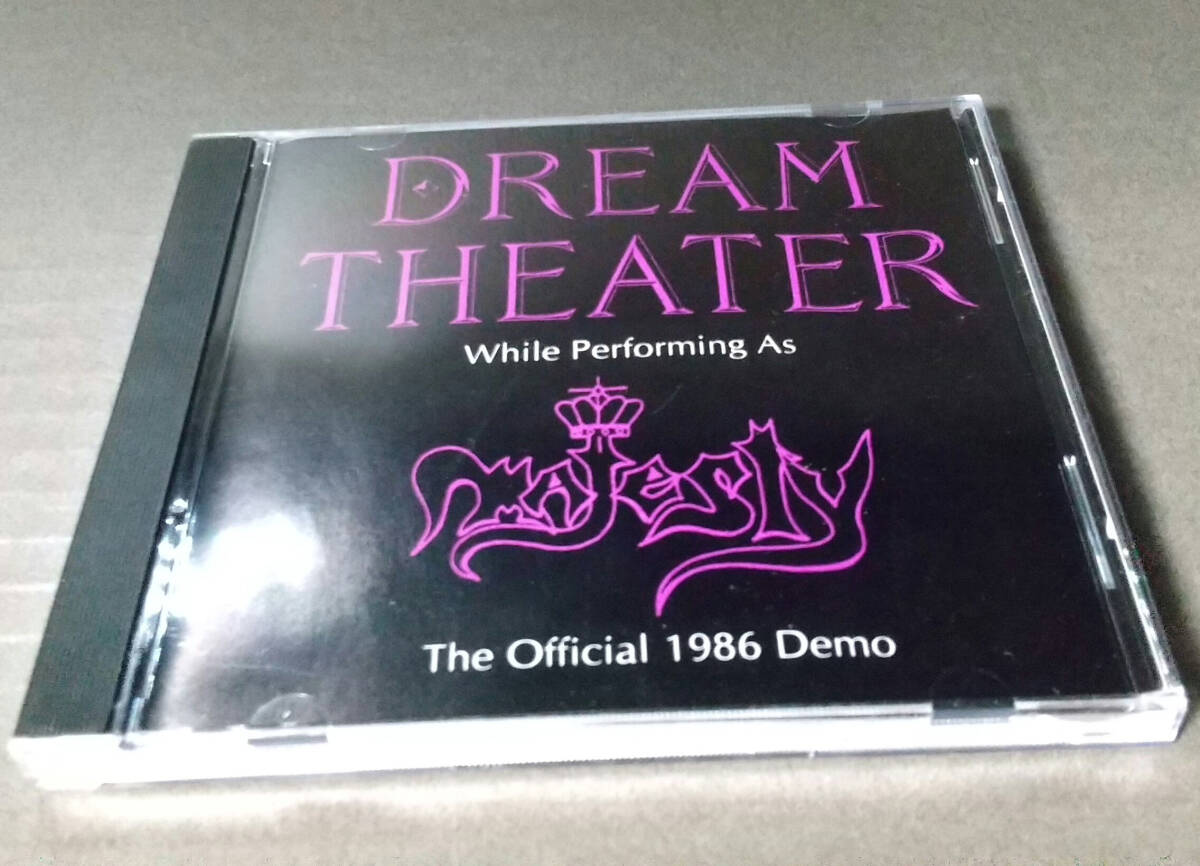 DREAM
THEATER
While Performing As
majesty
The Official 1986 Demo